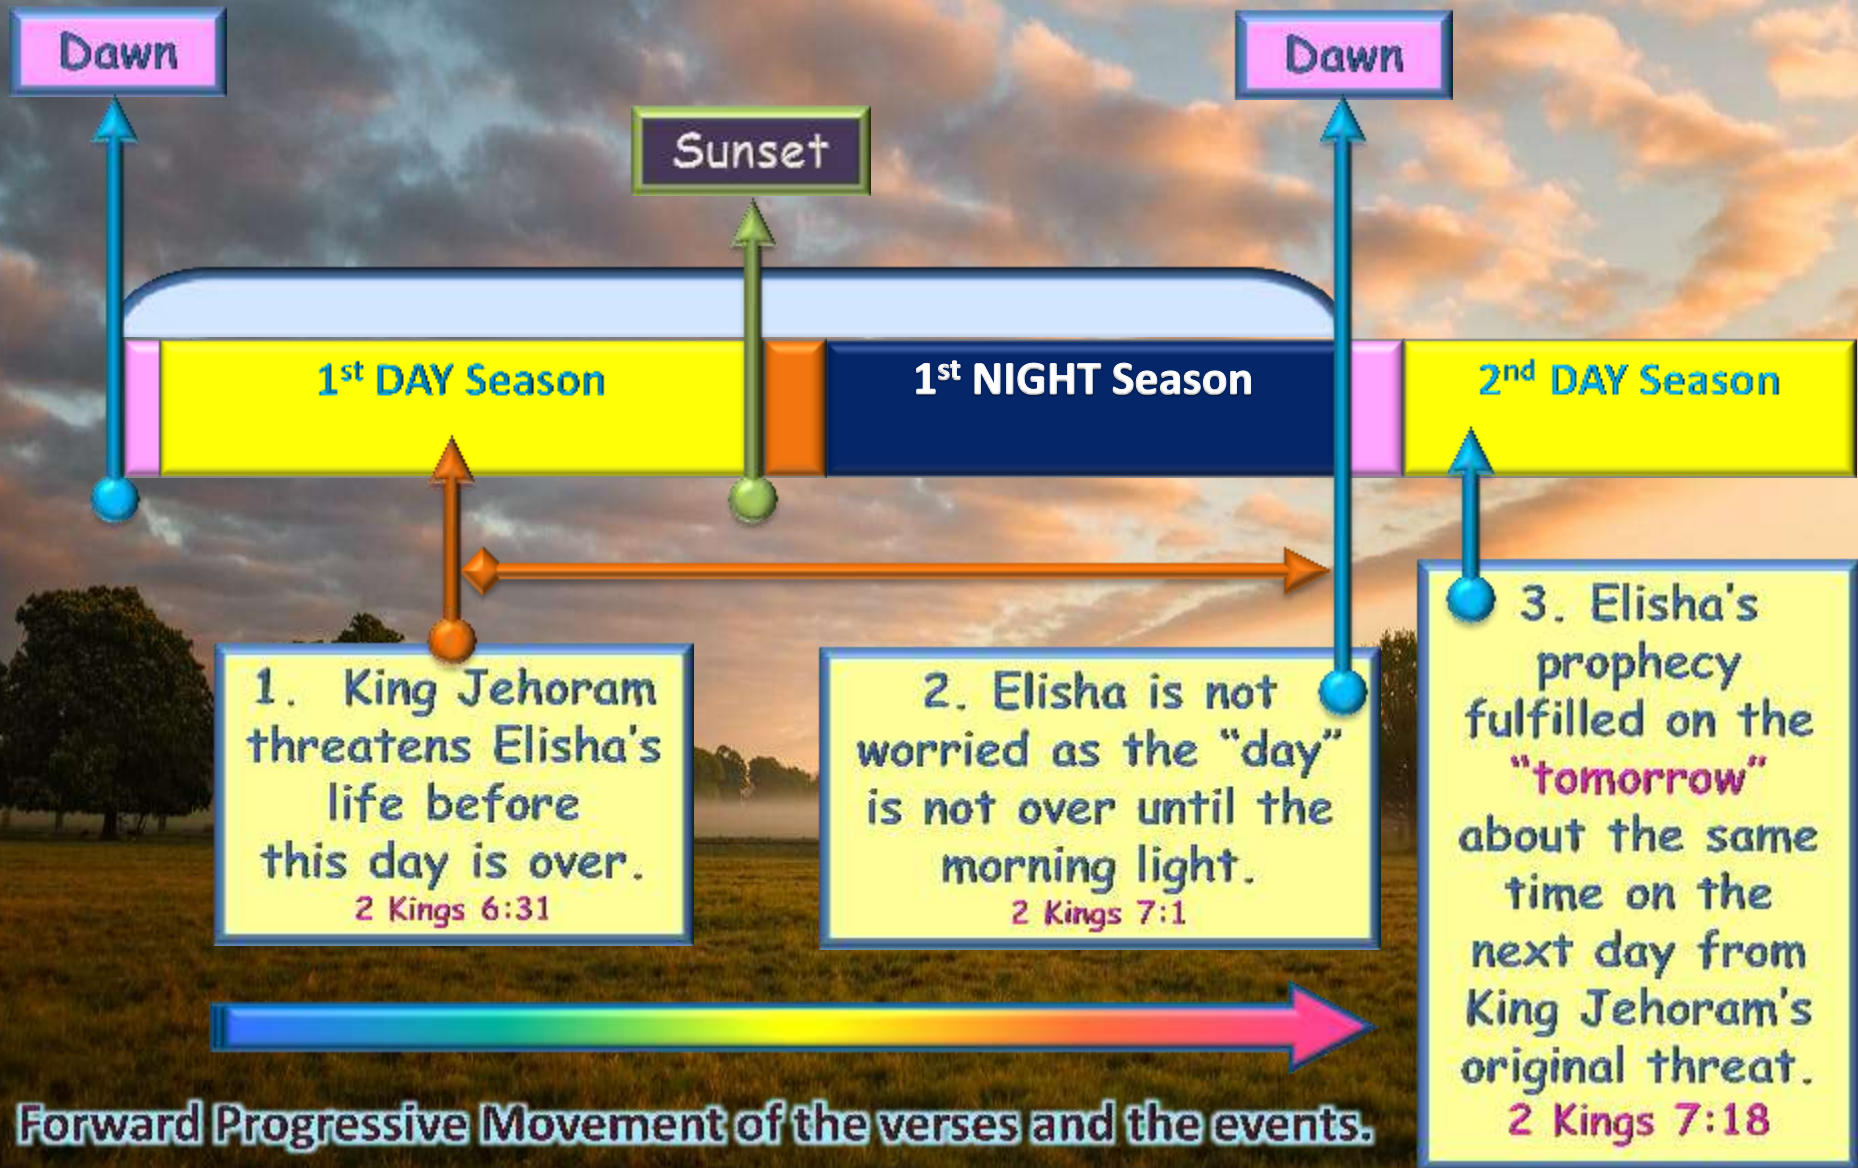 Dawn
Dawn
Sunset
1st DAY Season
1st NIGHT Season
2nd DAY Season
1. King Jehoram
threatens Elisha's
life before
this day is over.
2 Kings 6:31
2. Elisha is not
worried as the “day”
is not over until the
morning light.
2 Kings 7:1
3. Elisha's
prophecy
fulfilled on the
“tomorrow”
about the same
time on the
next day from
King Jehoram's
original threat.
2 Kings 7:18
Forward Progressive Movement of the verses and the events.